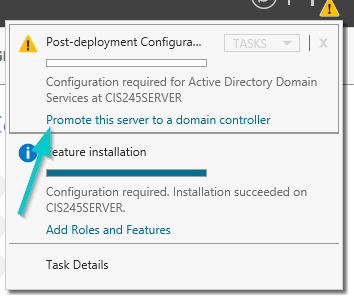 Post-deployment Configura...
TASKS
X
Configuration required for Active Directory Domain
Services at CIS245SERVER
Promote this server to a domain controller
Feature installation
Configuration required. Installation succeeded on
CIS245SERVER.
Add Roles and Features
Task Details